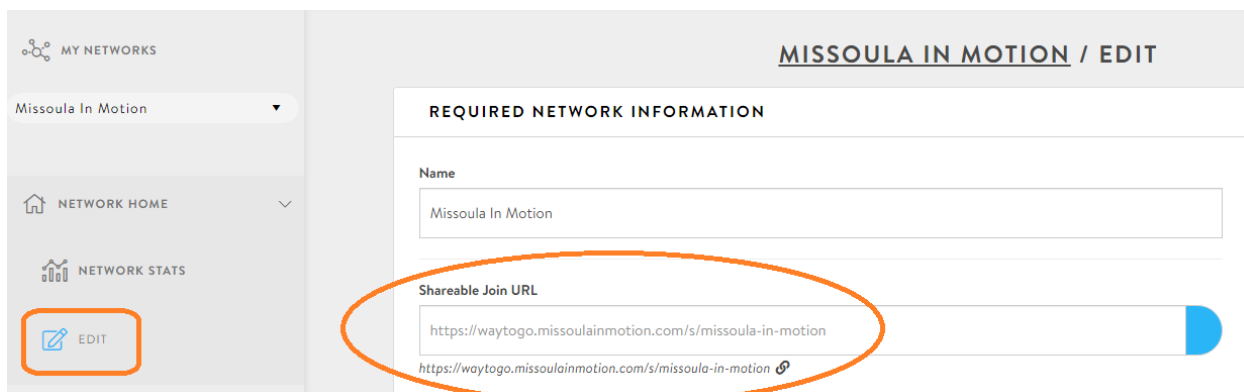 MY NETWORKS
Missoula In Motion
NETWORK HOME
NETWORK STATS
EDIT
MISSOULA IN MOTION / EDIT
REQUIRED NETWORK INFORMATION
Name
Missoula In Motion
Shareable Join URL
https://waytogo.missoulainmotion.com/s/missoula-in-motion
https://waytogo.missoulainmotion.com/s/missoula-in-motion